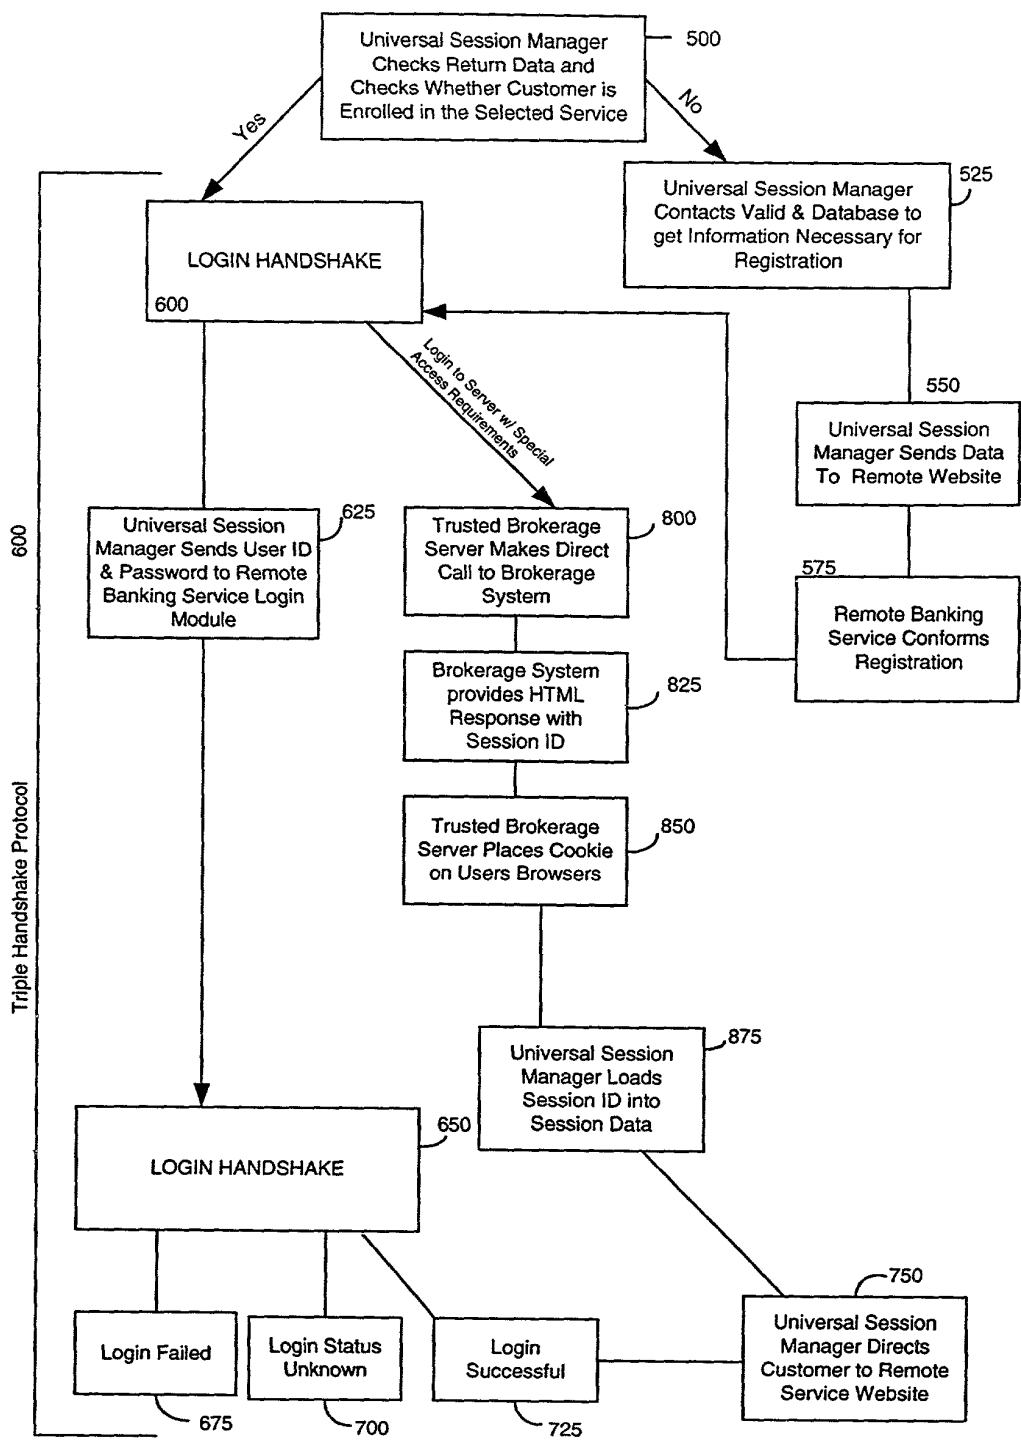 Universal Session Manager
Checks Return Data and
Checks Whether Customer is
Enrolled in the Selected Service
500
Yes
No
Universal Session Manager
Contacts Valid & Database to
get Information Necessary for
Registration
525
LOGIN HANDSHAKE
600
Login to Server w/ Special
Access Requirements
550
Universal Session
Manager Sends Data
To Remote Website
Universal Session
Manager Sends User ID
& Password to Remote
Banking Service Login
Module
625
Trusted Brokerage
Server Makes Direct
Call to Brokerage
System
800
575
Remote Banking
Service Conforms
Registration
600
Brokerage System
provides HTML
Response with
Session ID
825
Trusted Brokerage
Server Places Cookie
on Users Browsers
850
Triple Handshake Protocol
Universal Session
Manager Loads
Session ID into
Session Data
875
LOGIN HANDSHAKE
650
Login Failed
675
Login Status
Unknown
700
Login
Successful
725
750
Universal Session
Manager Directs
Customer to Remote
Service Website